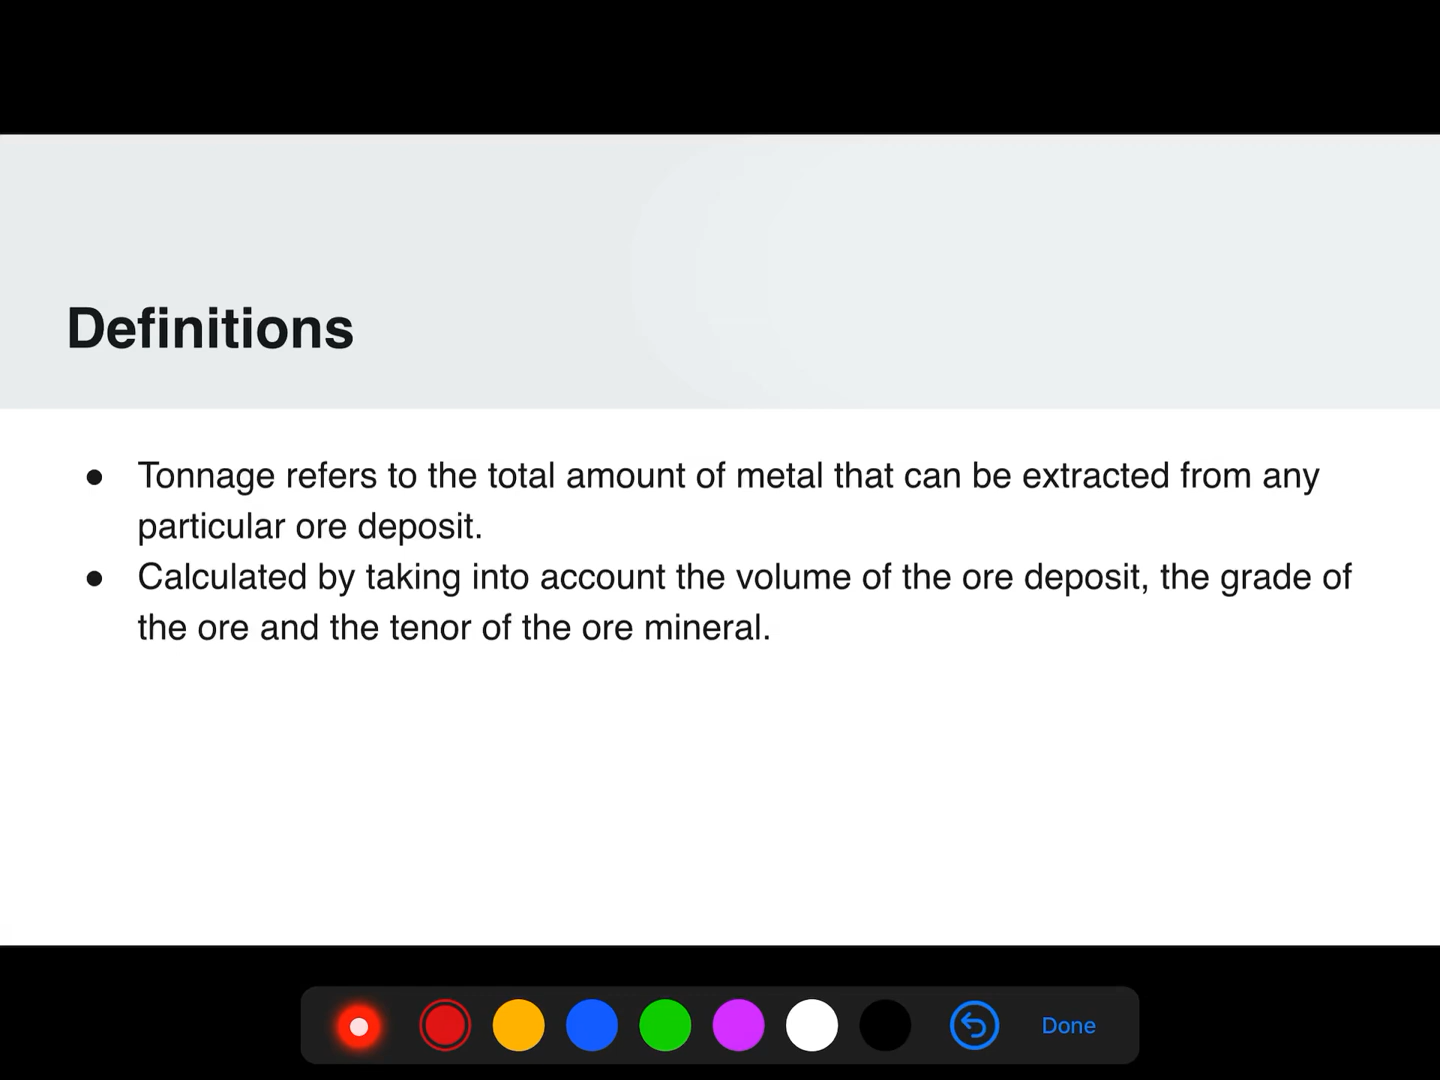 Definitions
● Tonnage refers to the total amount of metal that can be extracted from any
particular ore deposit.
● Calculated by taking into account the volume of the ore deposit, the grade of
the ore and the tenor of the ore mineral.
Done